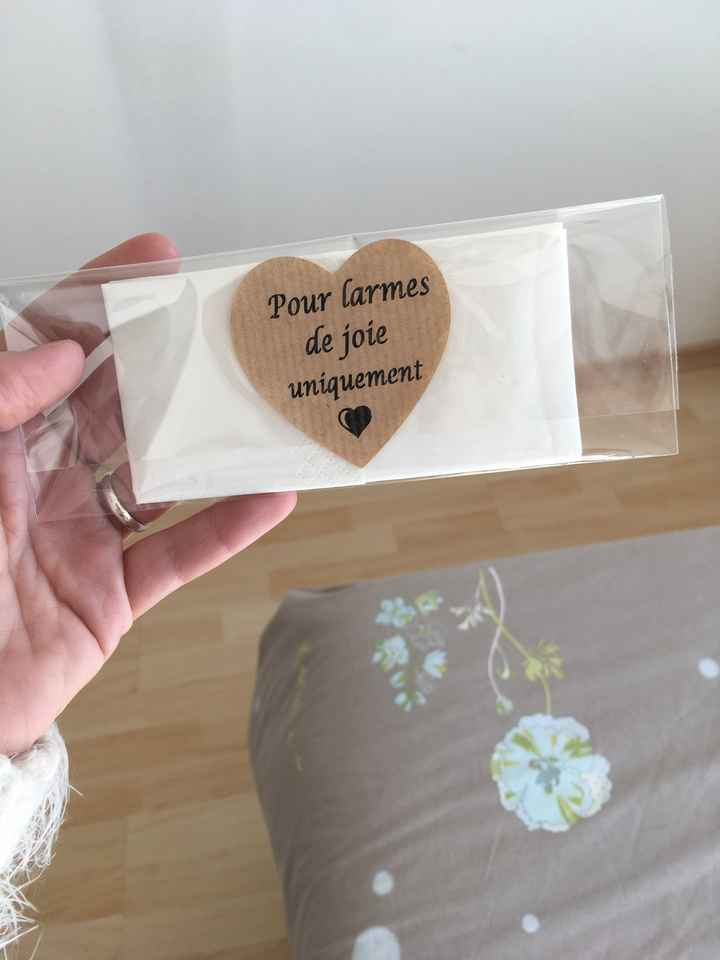 Pour larmes
de joie
uniquement